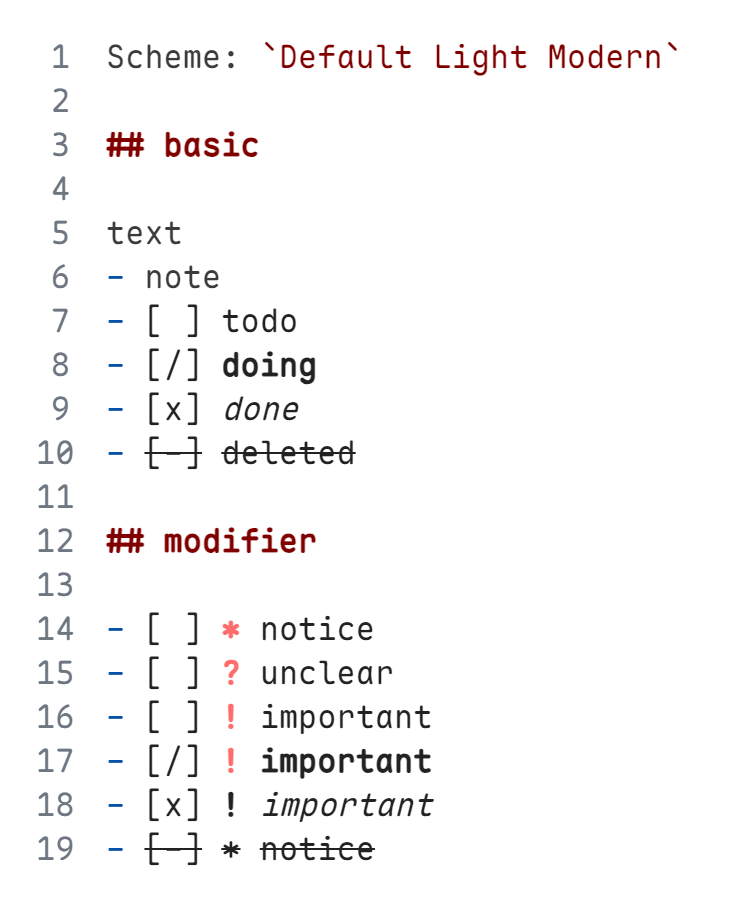 1 Scheme: `Default Light Modern`
2
3 ## basic
4
5 text
6 - note
7 - [ ] todo
8 - [/] doing
9 - [x] done
10 - [-] deleted
11
12 ## modifier
13
14 - [ ] * notice
15 - [ ] ? unclear
16 - [ ] ! important
17 - [/] ! important
18 - [x] ! important
19 - [-] * notice